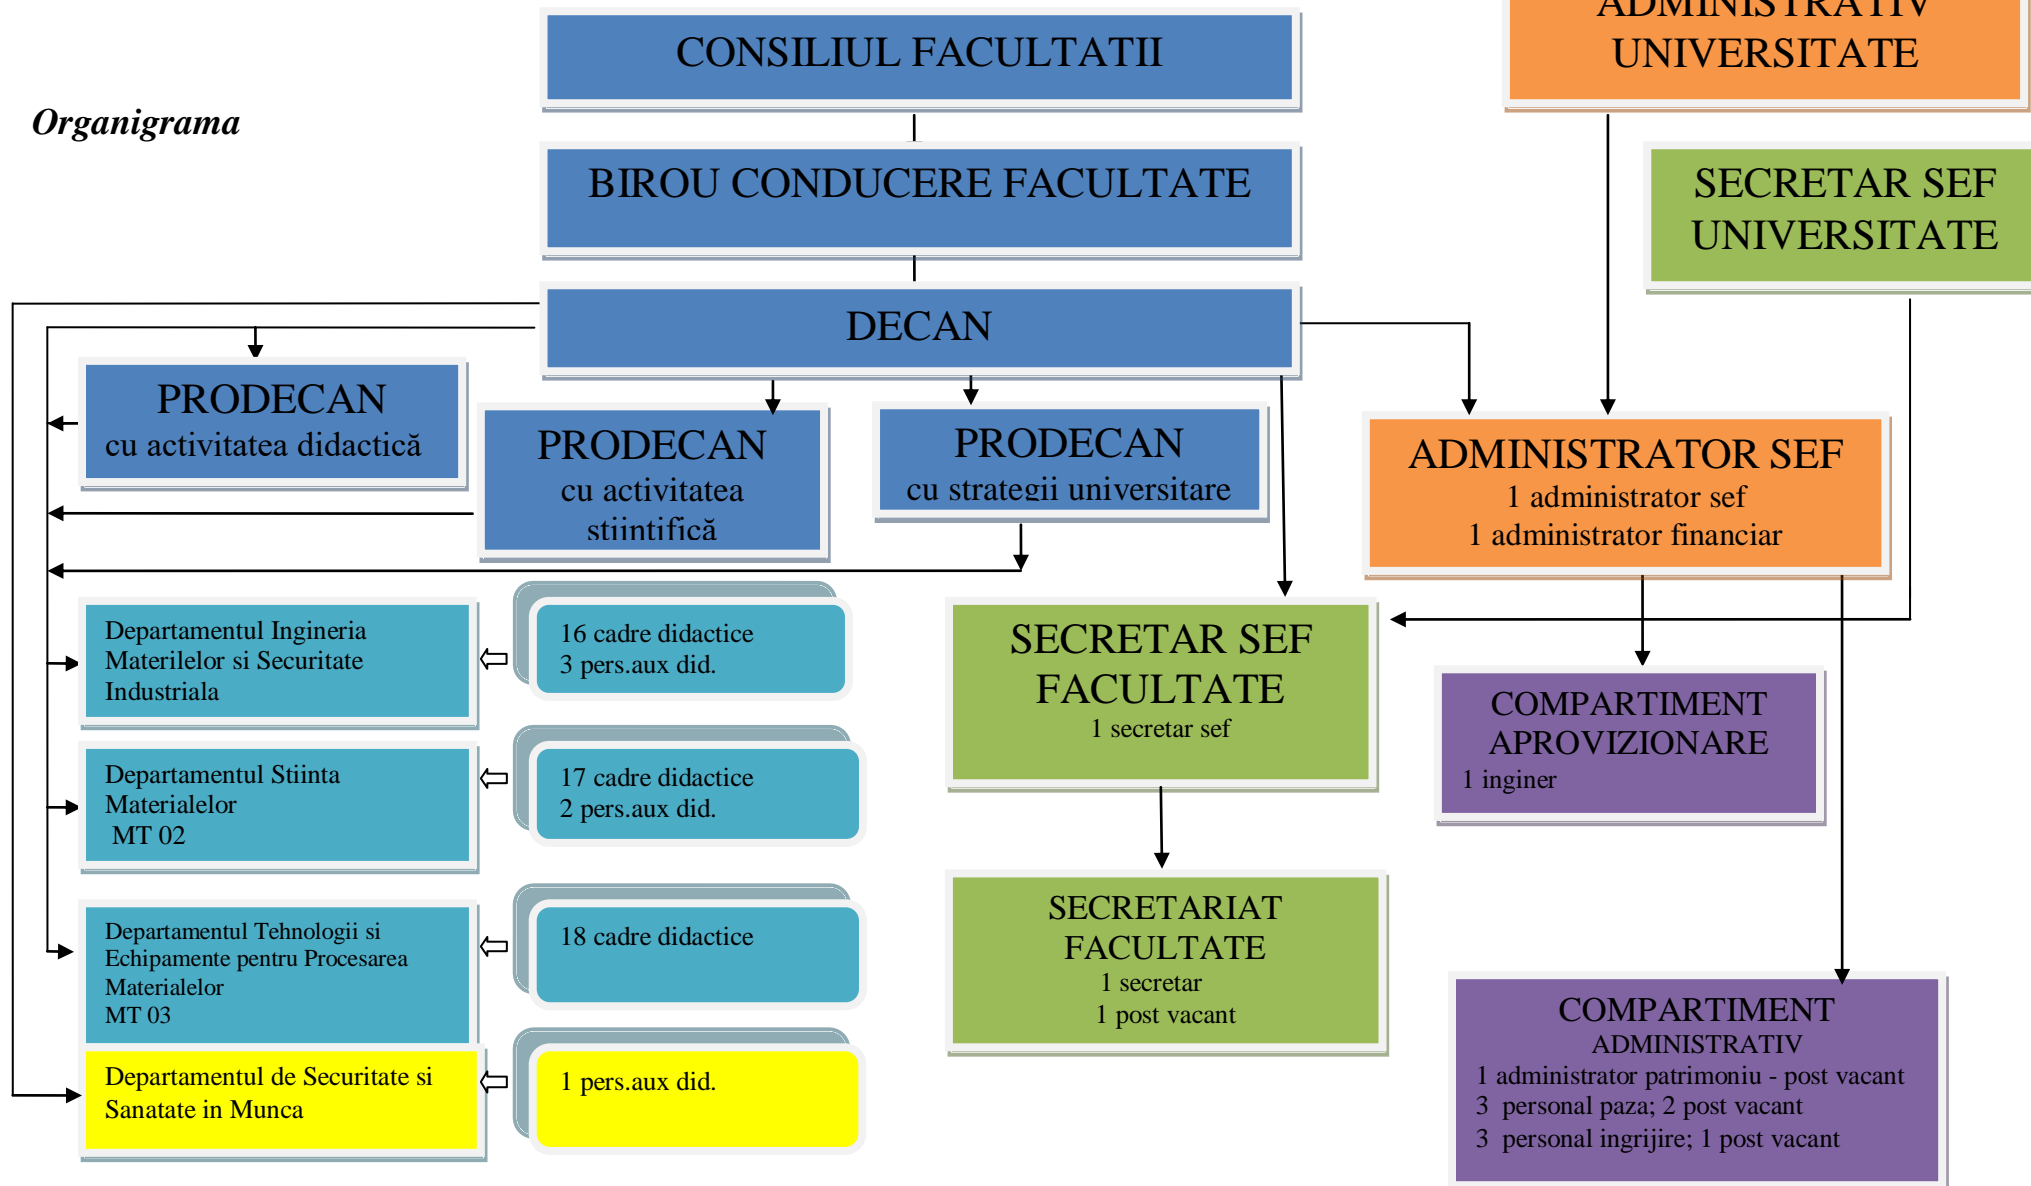 ADMINISTRATIV
UNIVERSITATE
CONSILIUL FACULTATII
Organigrama
BIROU CONDUCERE FACULTATE
SECRETAR SEF
UNIVERSITATE
DECAN
PRODECAN
cu activitatea didactică
PRODECAN
cu activitatea
stiintifică
PRODECAN
cu strategii universitare
ADMINISTRATOR SEF
1 administrator sef
1 administrator financiar
Departamentul Ingineria
Materilelor si Securitate
Industriala
16 cadre didactice
3 pers.aux did.
SECRETAR SEF
FACULTATE
1 secretar sef
COMPARTIMENT
APROVIZIONARE
1 inginer
Departamentul Stiinta
Materialelor
MT 02
17 cadre didactice
2 pers.aux did.
Departamentul Tehnologii si
Echipamente pentru Procesarea
Materialelor
MT 03
18 cadre didactice
SECRETARIAT
FACULTATE
1 secretar
1 post vacant
COMPARTIMENT
ADMINISTRATIV
1 administrator patrimoniu - post vacant
3 personal paza; 2 post vacant
3 personal ingrijire; 1 post vacant
Departamentul de Securitate si
Sanatate in Munca
1 pers.aux did.